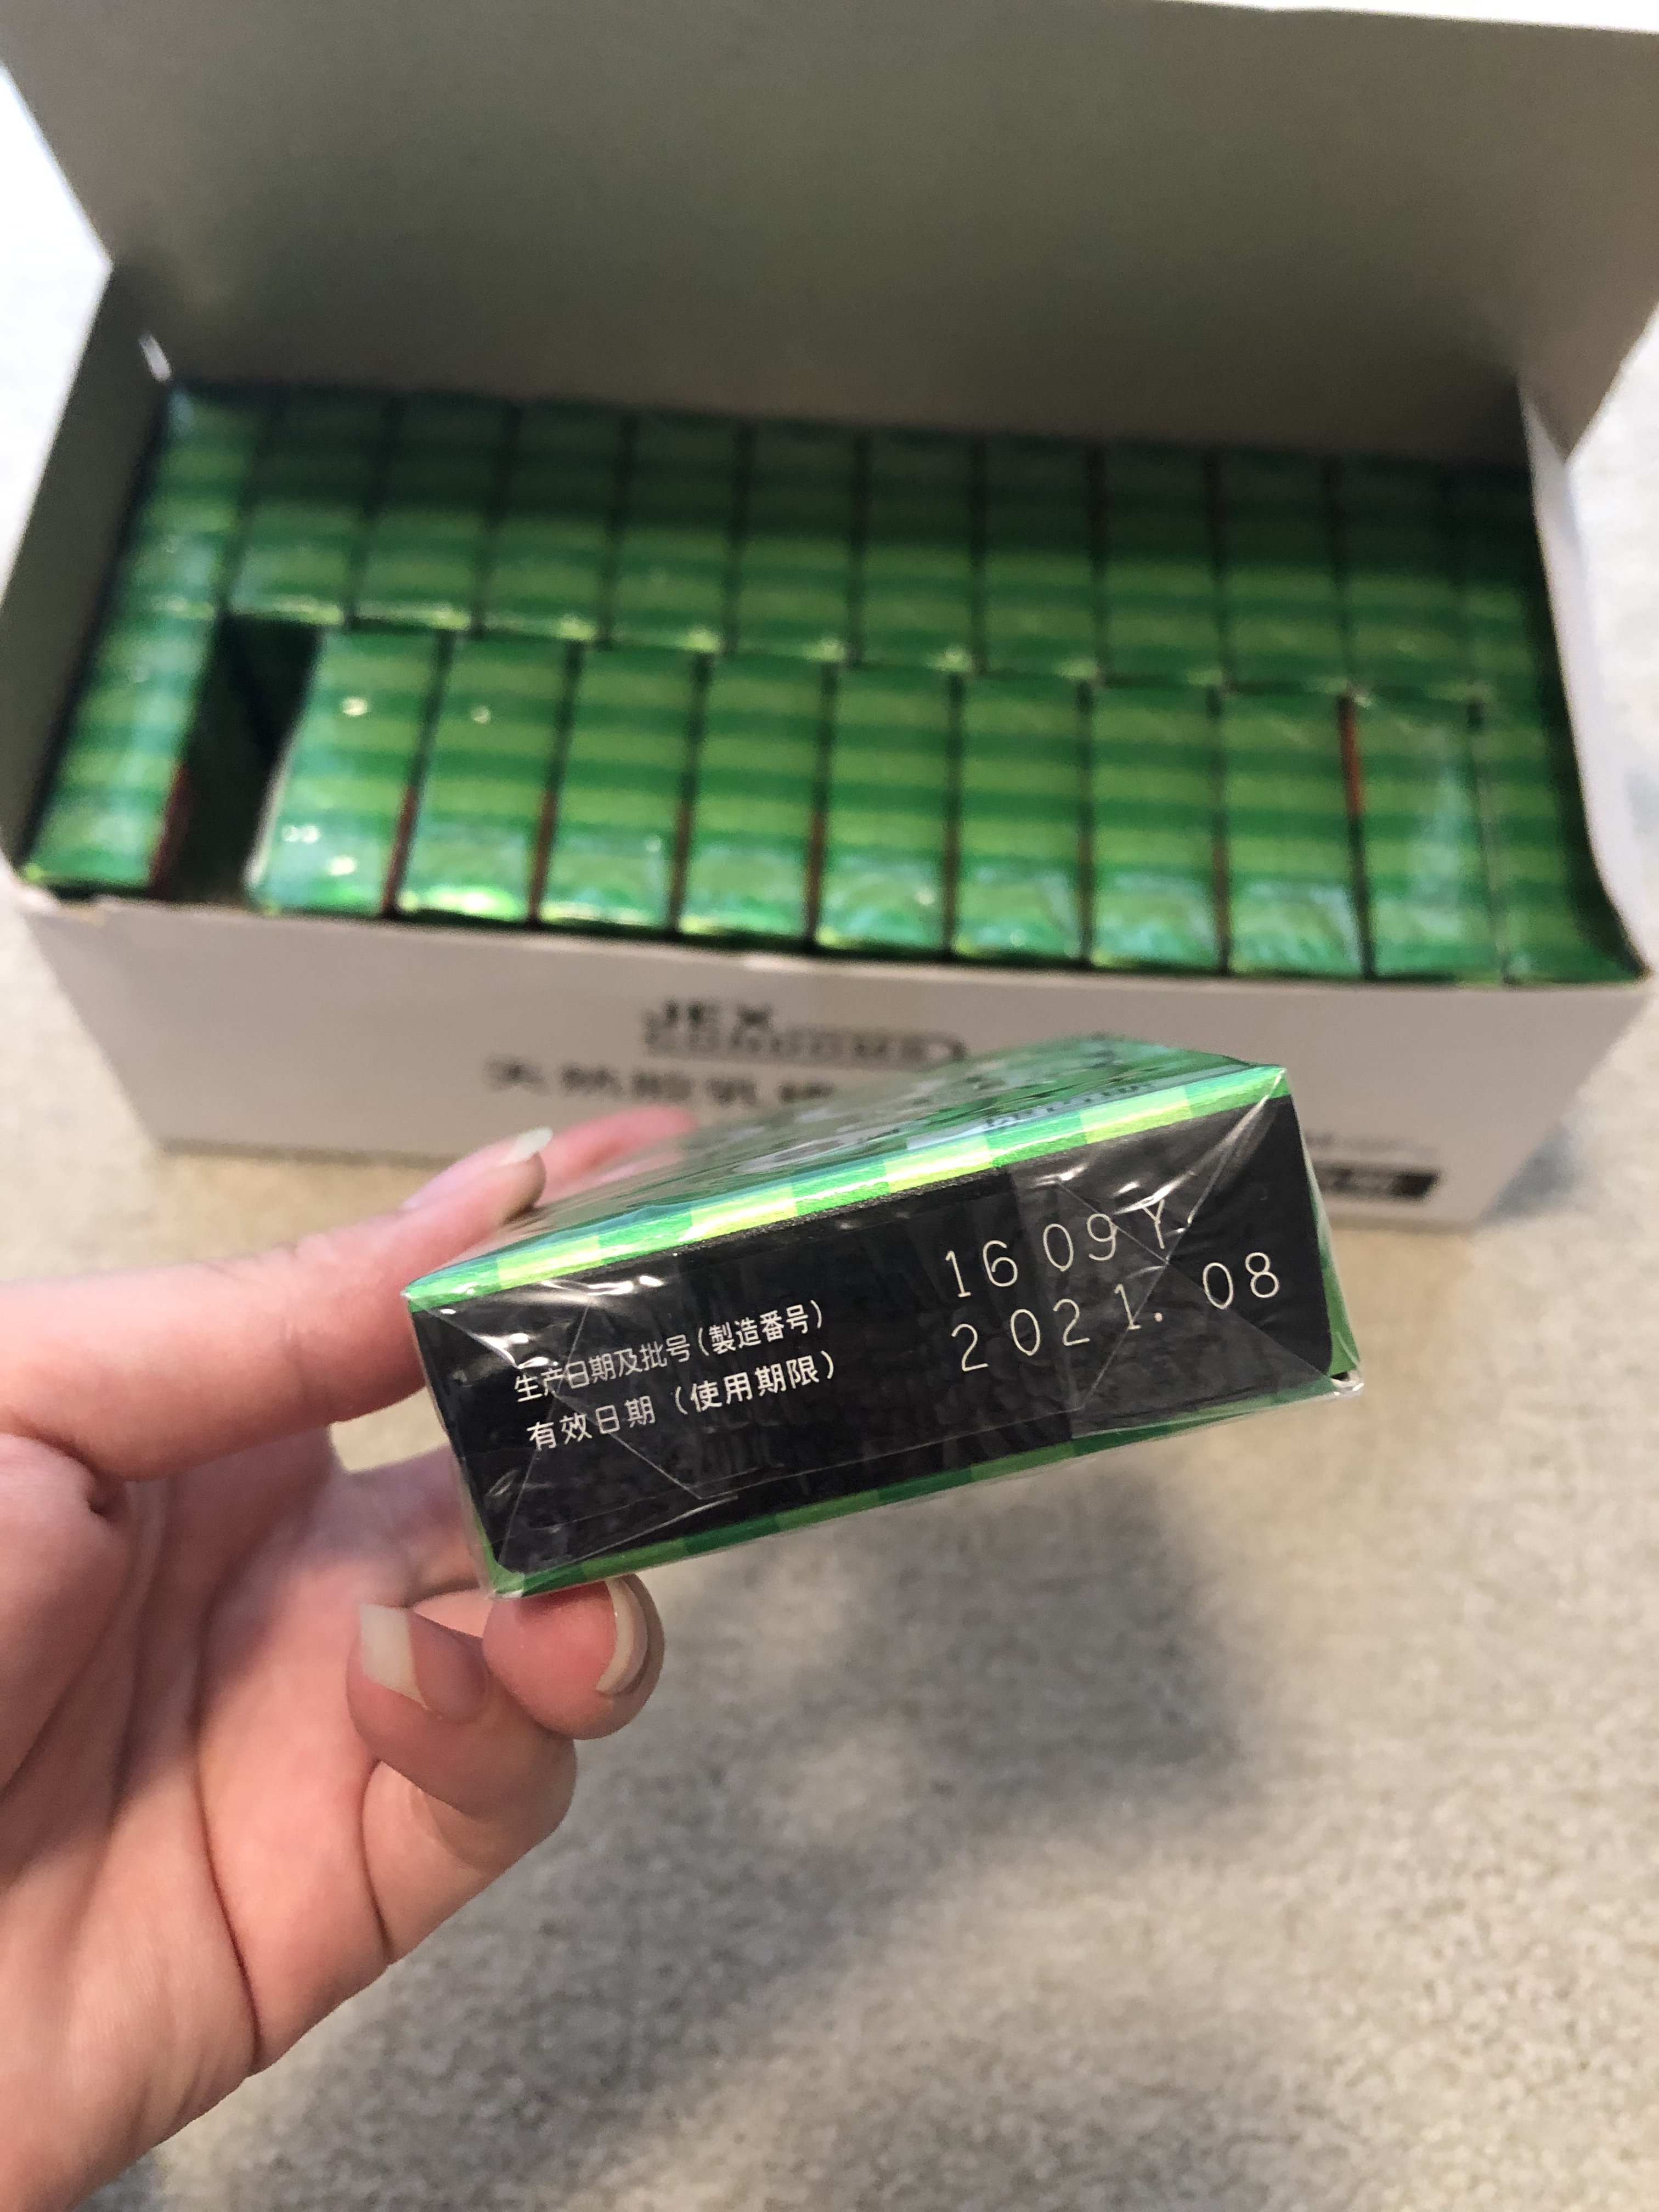 JEX
CONDOMS
天然胶乳橡
生产日期及批号(製造番号) 1609Y
有效日期 (使用期限) 2021. 08